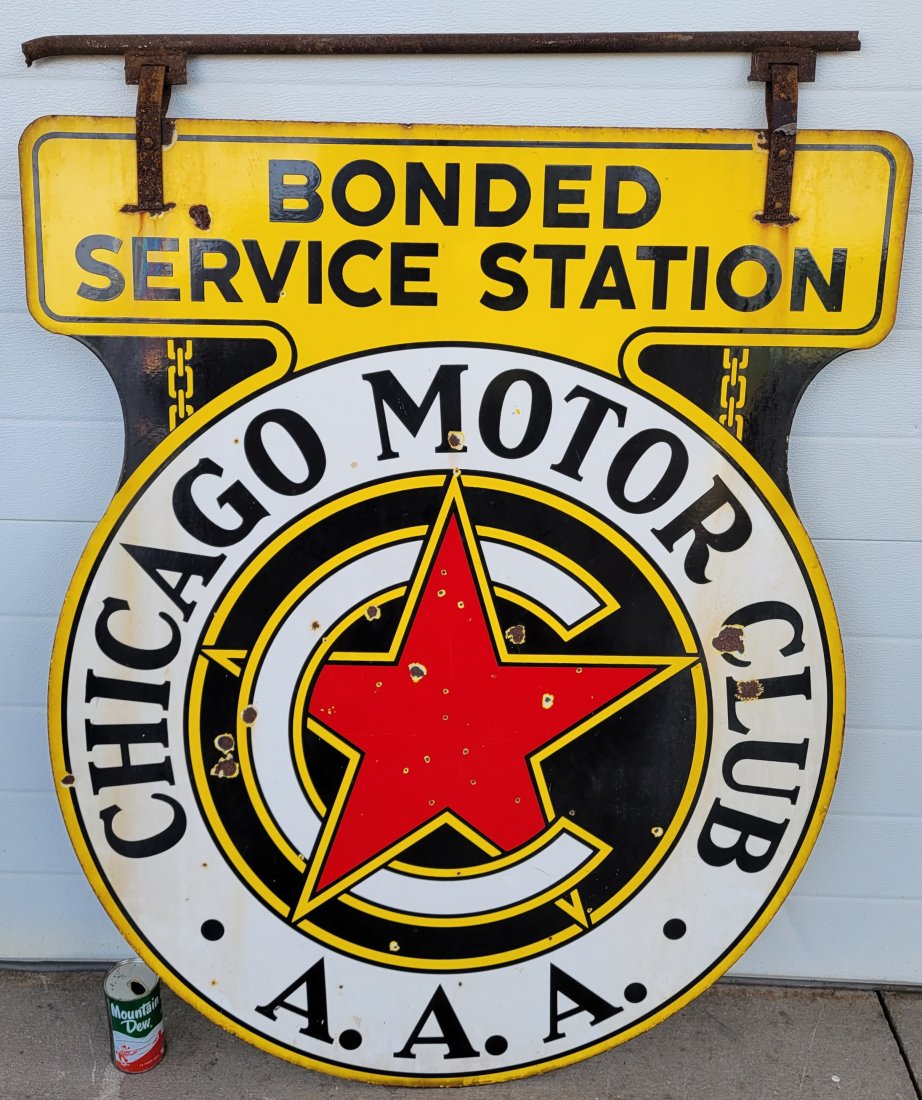 BONDED
SERVICE STATION
CHICAGO MOTOR CLUB
C
• A.A.A. •
Mountain
Dew